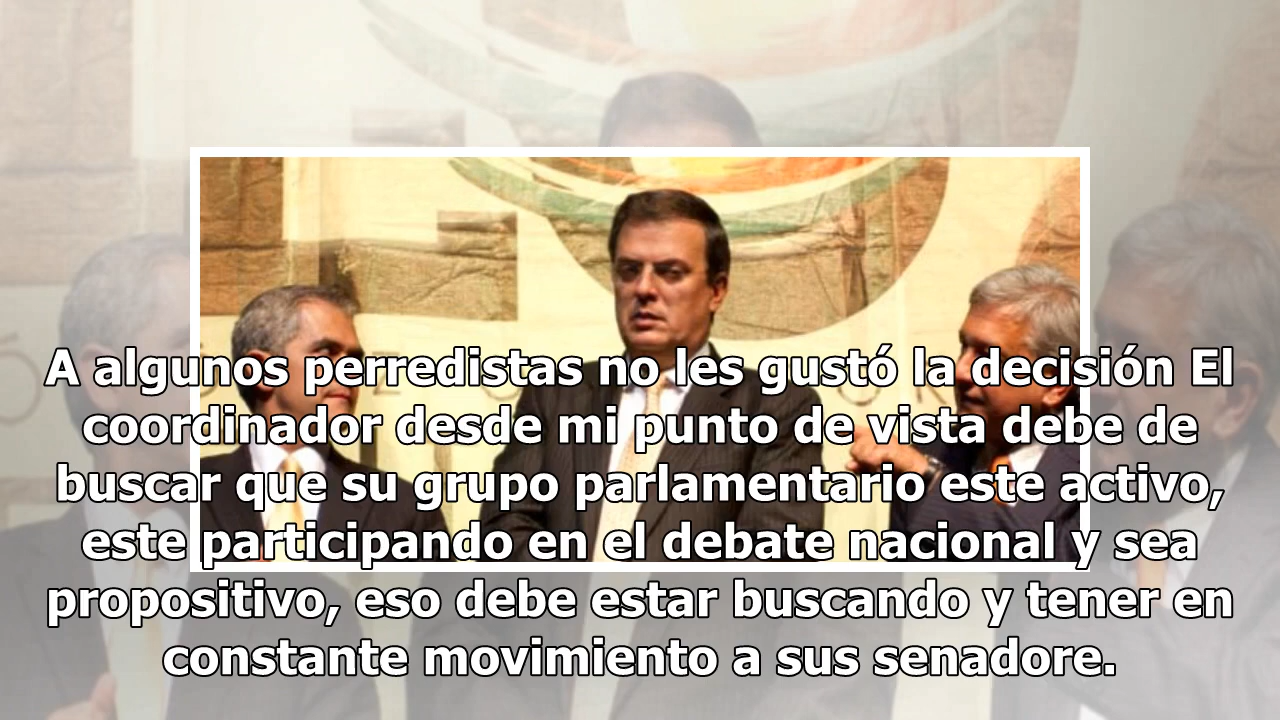 A algunos perredistas no les gustó la decisión El
coordinador desde mi punto de vista debe de
buscar que su grupo parlamentario este activo,
este participando en el debate nacional y sea
propositivo, eso debe estar buscando y tener en
constante movimiento a sus senadore.